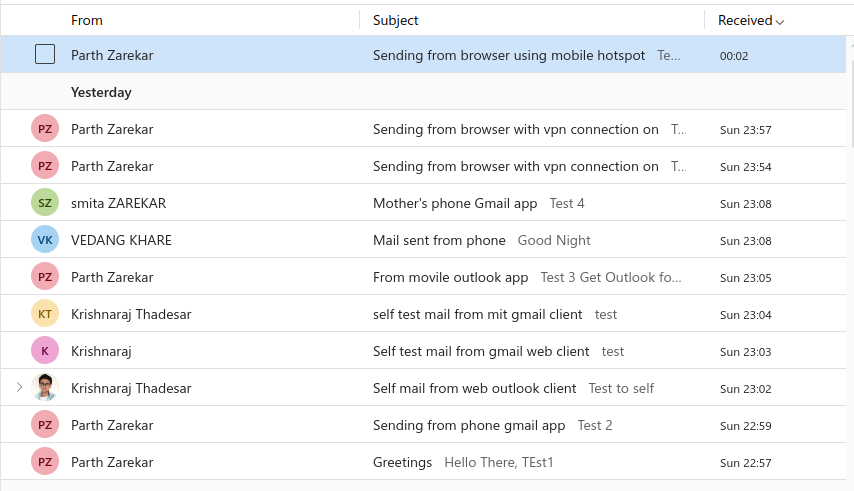 From Subject Received
Parth Zarekar Sending from browser using mobile hotspot Te... 00:02
Yesterday
PZ Parth Zarekar Sending from browser with vpn connection on T... Sun 23:57
PZ Parth Zarekar Sending from browser with vpn connection on T... Sun 23:54
SZ smita ZAREKAR Mother's phone Gmail app Test 4 Sun 23:08
VK VEDANG KHARE Mail sent from phone Good Night Sun 23:08
PZ Parth Zarekar From movile outlook app Test 3 Get Outlook fo... Sun 23:05
KT Krishnaraj Thadesar self test mail from mit gmail client test Sun 23:04
K Krishnaraj Self test mail from gmail web client test Sun 23:03
Krishnaraj Thadesar Self mail from web outlook client Test to self Sun 23:02
PZ Parth Zarekar Sending from phone gmail app Test 2 Sun 22:59
PZ Parth Zarekar Greetings Hello There, TEst1 Sun 22:57